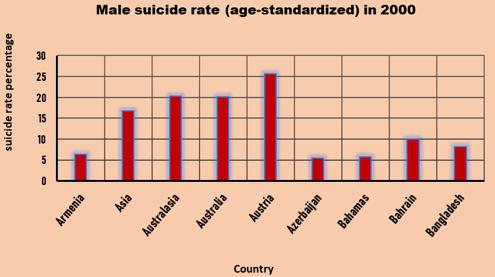 Male suicide rate (age-standardized) in 2000
suicide rate percentage
30
25
20
15
10
5
0
Armenia
Asia
Australasia
Australia
Austria
Azerbaijan
Bahamas
Bahrain
Bangladesh
Country